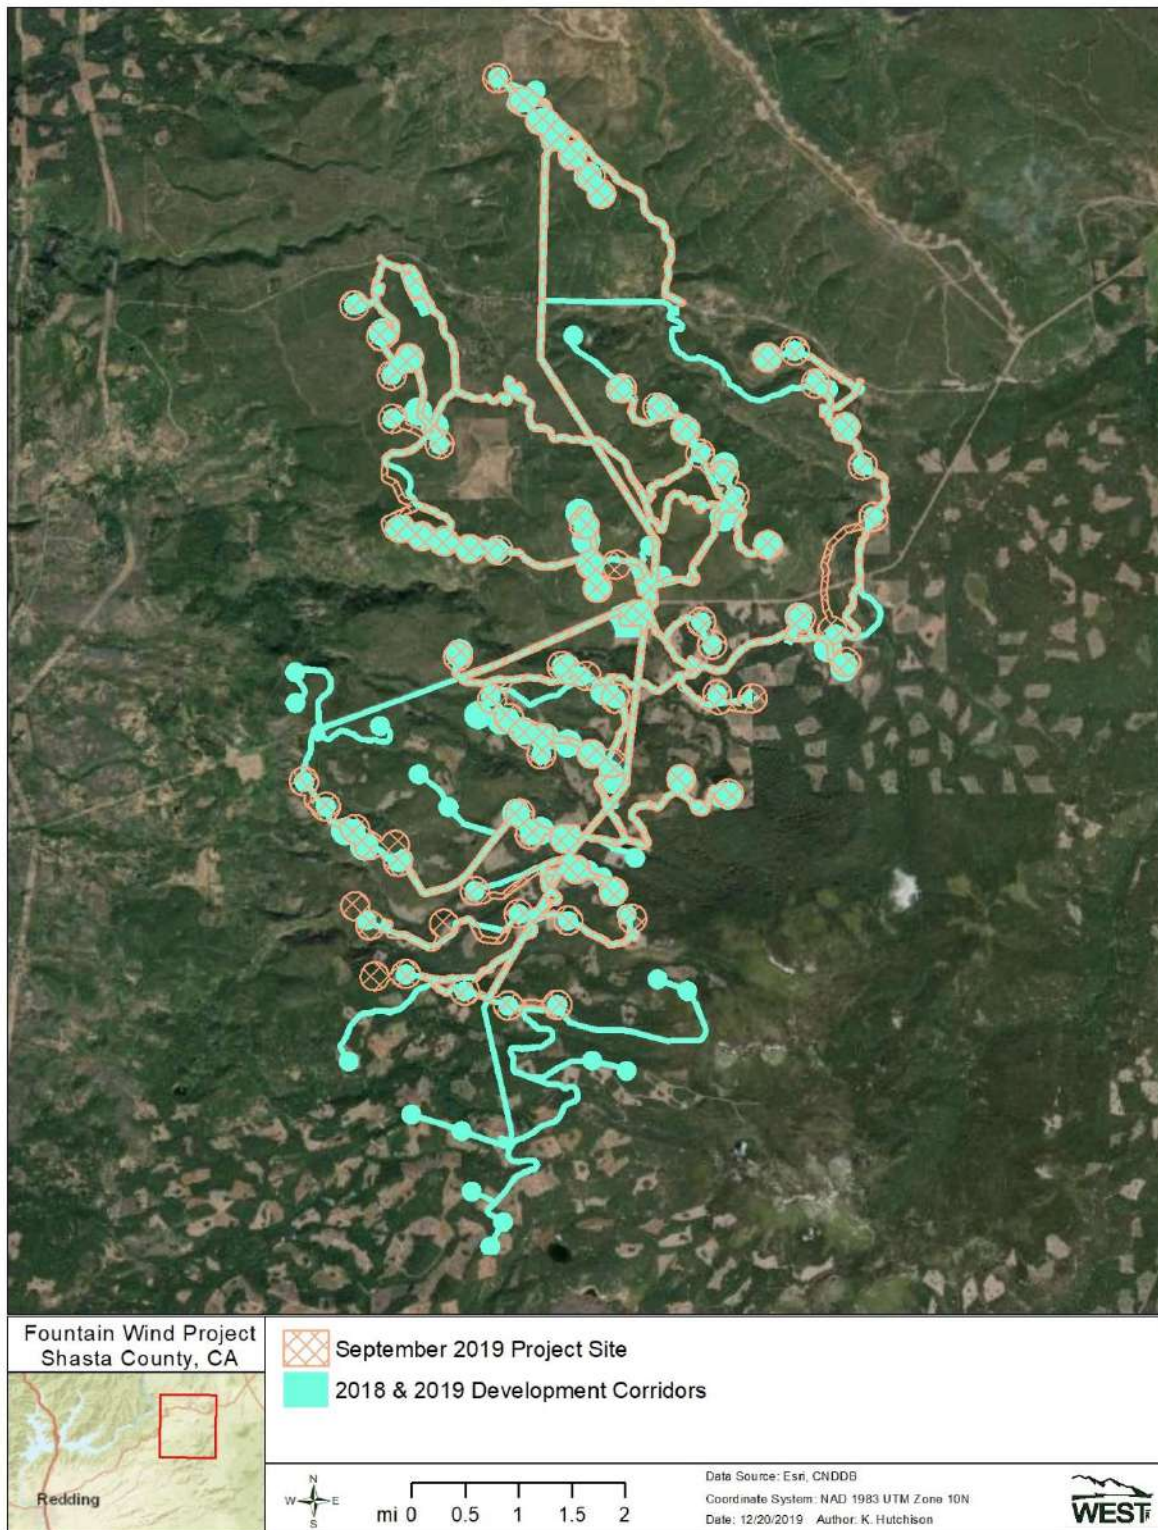 Fountain Wind Project
Shasta County, CA
Redding
September 2019 Project Site
2018 & 2019 Development Corridors
N
W E
S
mi 0 0.5 1 1.5 2
Data Source: Esri, CNDDB
Coordinate System: NAD 1983 UTM Zone 10N
Date: 12/20/2019 Author: K. Hutchison
WEST